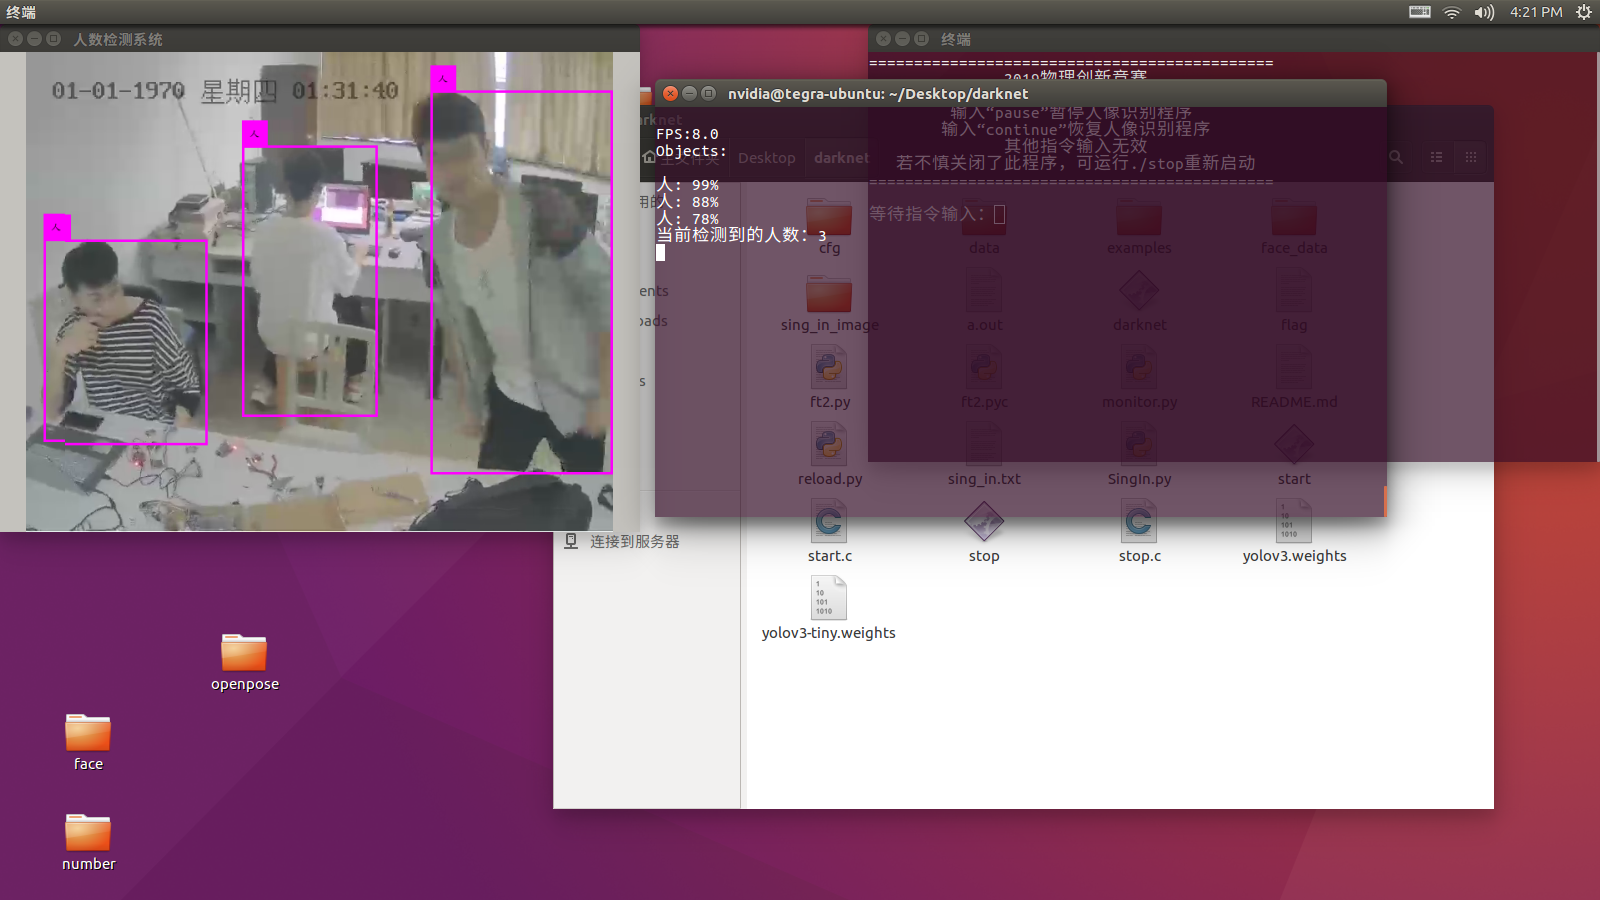 终端
4:21 PM
人数检测系统
01-01-1970 星期四 01:31:40
人
人
人
终端
=============================================
2019物理创新竞赛
输入“pause”暂停人像识别程序
输入“continue”恢复人像识别程序
其他指令输入无效
若不慎关闭了此程序，可运行./stop重新启动
=============================================
等待指令输入：
nvidia@tegra-ubuntu: ~/Desktop/darknet
FPS:8.0
Objects:
人: 99%
人: 88%
人: 78%
当前检测到的人数：3
主文件夹 Desktop darknet
连接到服务器
cfg data examples face_data
sing_in_image a.out darknet flag
ft2.py ft2.pyc monitor.py README.md
reload.py sing_in.txt SingIn.py start
start.c stop stop.c yolov3.weights
yolov3-tiny.weights
openpose
face
number